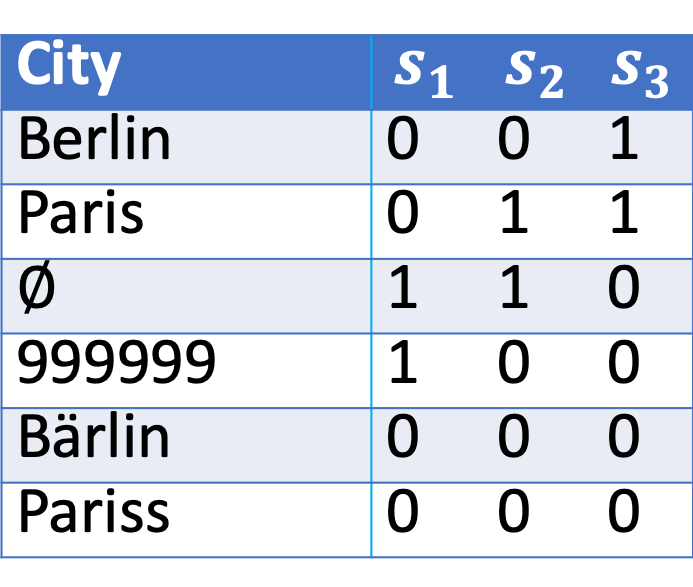 City s₁ s₂ s₃
Berlin 0 0 1
Paris 0 1 1
Ø 1 1 0
999999 1 0 0
Bärlin 0 0 0
Pariss 0 0 0